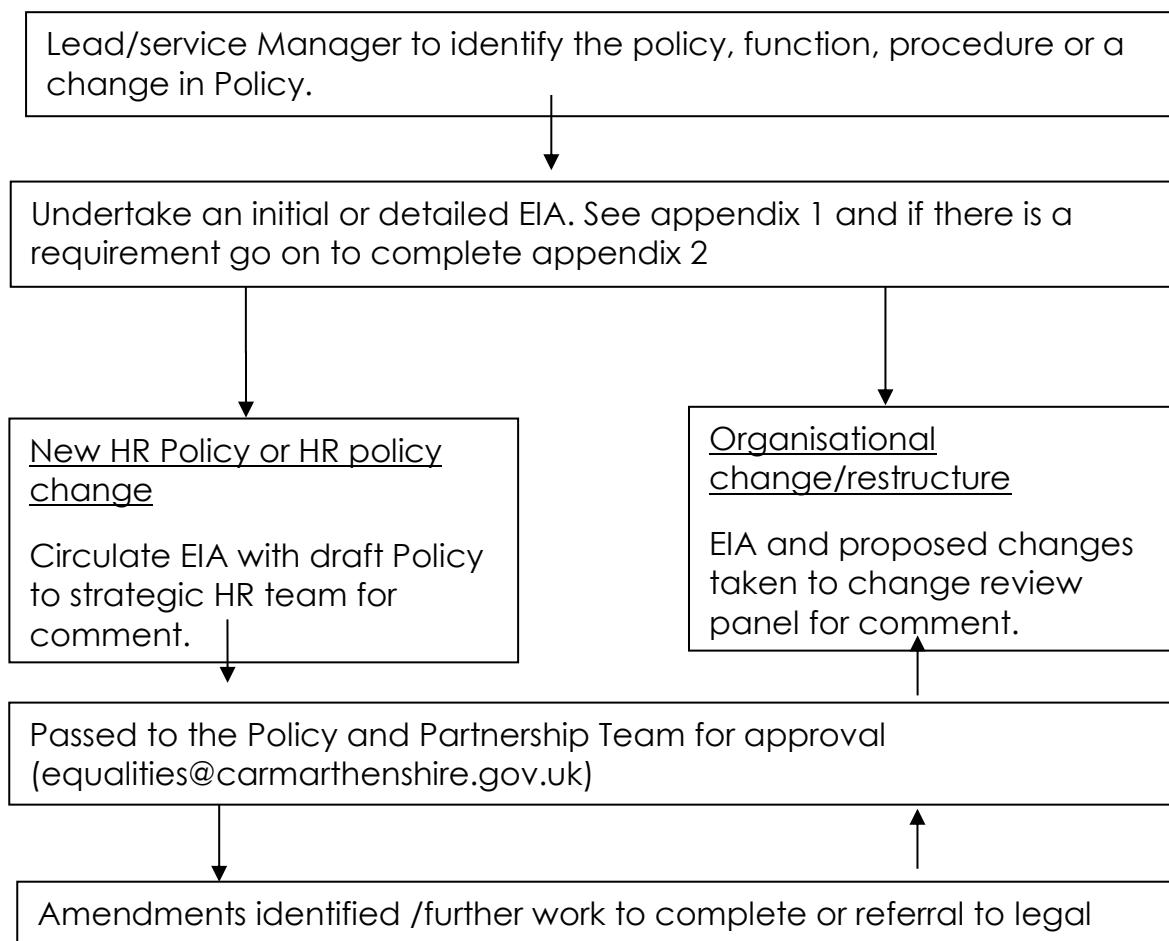 Lead/service Manager to identify the policy, function, procedure or a
change in Policy.
Undertake an initial or detailed EIA. See appendix 1 and if there is a
requirement go on to complete appendix 2
New HR Policy or HR policy
change
Circulate EIA with draft Policy
to strategic HR team for
comment.
Organisational
change/restructure
EIA and proposed changes
taken to change review
panel for comment.
Passed to the Policy and Partnership Team for approval
(equalities@carmarthenshire.gov.uk)
Amendments identified /further work to complete or referral to legal